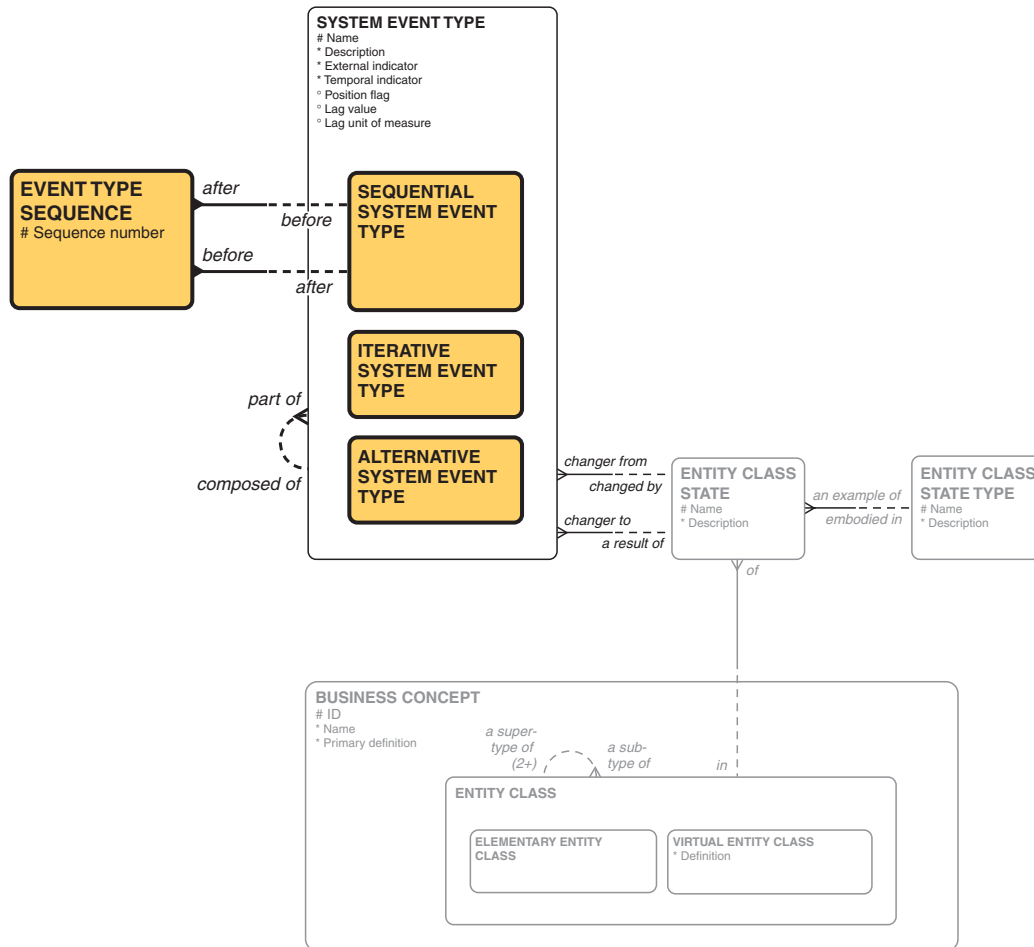 SYSTEM EVENT TYPE
# Name
* Description
* External indicator
* Temporal indicator
° Position flag
° Lag value
° Lag unit of measure
EVENT TYPE
SEQUENCE
# Sequence number
after
before
before
after
SEQUENTIAL
SYSTEM EVENT
TYPE
ITERATIVE
SYSTEM EVENT
TYPE
part of
composed of
ALTERNATIVE
SYSTEM EVENT
TYPE
changer from
changed by
changer to
a result of
ENTITY CLASS
STATE
# Name
* Description
an example of
embodied in
ENTITY CLASS
STATE TYPE
# Name
* Description
of
BUSINESS CONCEPT
# ID
* Name
* Primary definition
a super-
type of
(2+)
a sub-
type of
in
ENTITY CLASS
ELEMENTARY ENTITY
CLASS
VIRTUAL ENTITY CLASS
* Definition